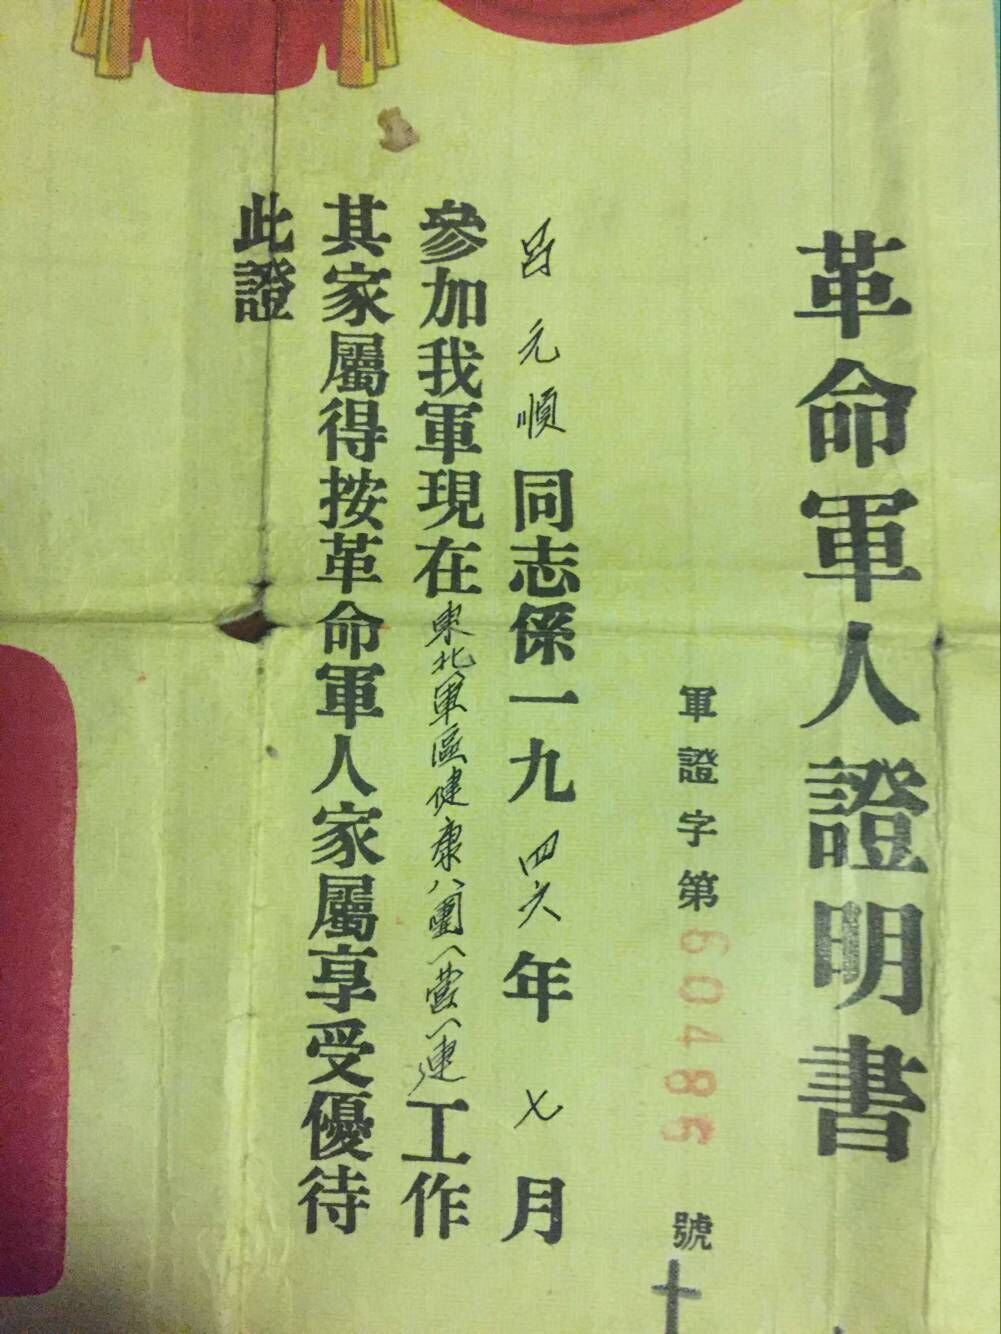 革命軍人證明書
軍證字第60485號
呂元順同志係一九四六年七月
參加我軍現在東北軍區健康八團一營一連工作
其家屬得按革命軍人家屬享受優待
此證
十